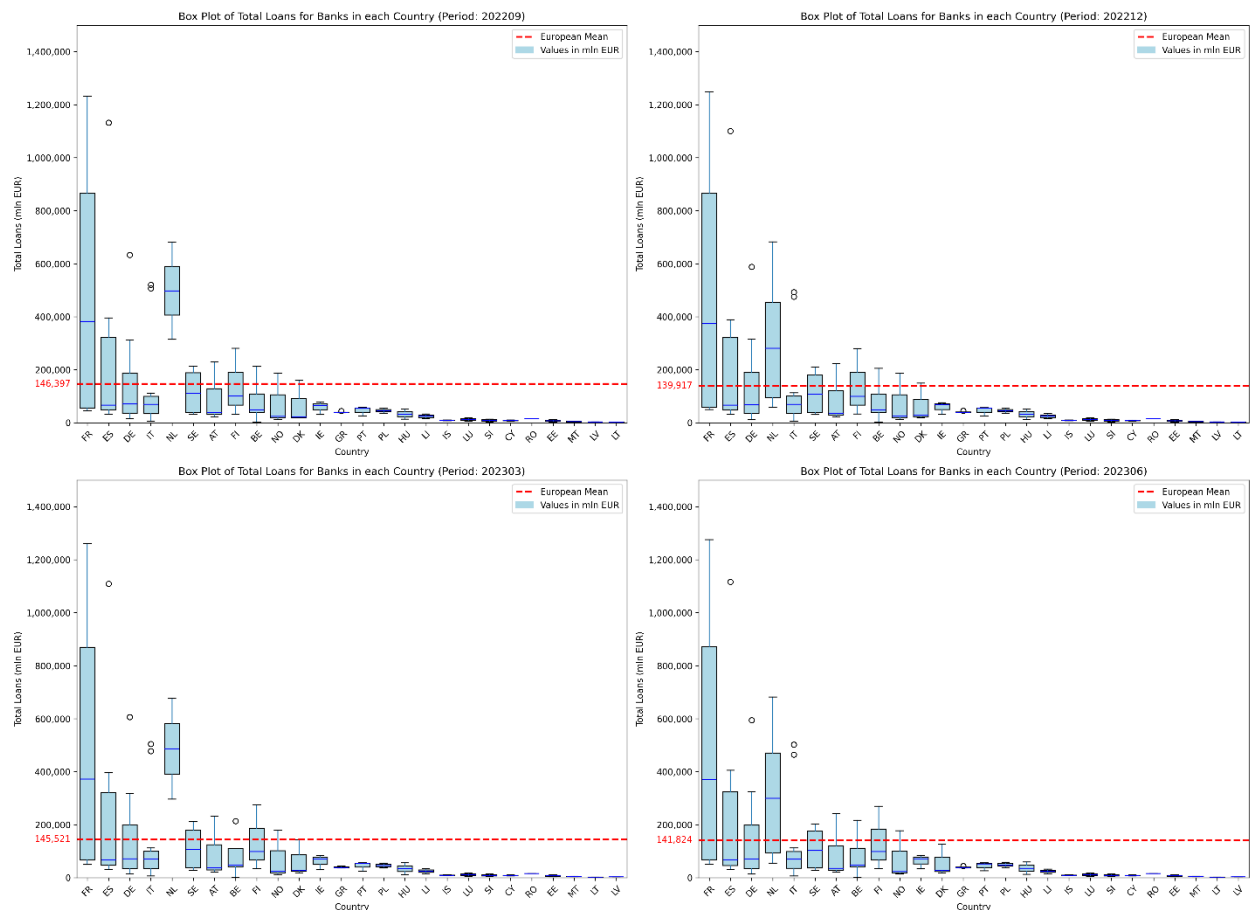 Box Plot of Total Loans for Banks in each Country (Period: 202209)
European Mean
Values in mln EUR
Total Loans (mln EUR)
1,400,000
1,200,000
1,000,000
800,000
600,000
400,000
200,000
146,397
0
FR ES DE IT NL SE AT FI BE NO DK IE GR PT PL HU LI IS LU SI CY RO EE MT LV LT
Country
Box Plot of Total Loans for Banks in each Country (Period: 202212)
European Mean
Values in mln EUR
Total Loans (mln EUR)
1,400,000
1,200,000
1,000,000
800,000
600,000
400,000
200,000
139,917
0
FR ES DE NL IT SE AT FI BE NO DK IE GR PT PL HU LI IS LU SI CY RO EE MT LV LT
Country
Box Plot of Total Loans for Banks in each Country (Period: 202303)
European Mean
Values in mln EUR
Total Loans (mln EUR)
1,400,000
1,200,000
1,000,000
800,000
600,000
400,000
200,000
145,521
0
FR ES DE IT NL SE AT BE FI NO DK IE GR PT PL HU LI IS LU SI CY RO EE MT LT LV
Country
Box Plot of Total Loans for Banks in each Country (Period: 202306)
European Mean
Values in mln EUR
Total Loans (mln EUR)
1,400,000
1,200,000
1,000,000
800,000
600,000
400,000
200,000
141,824
0
FR ES DE NL IT SE AT BE FI NO IE DK GR PT PL HU LI IS LU SI CY RO EE MT LT LV
Country